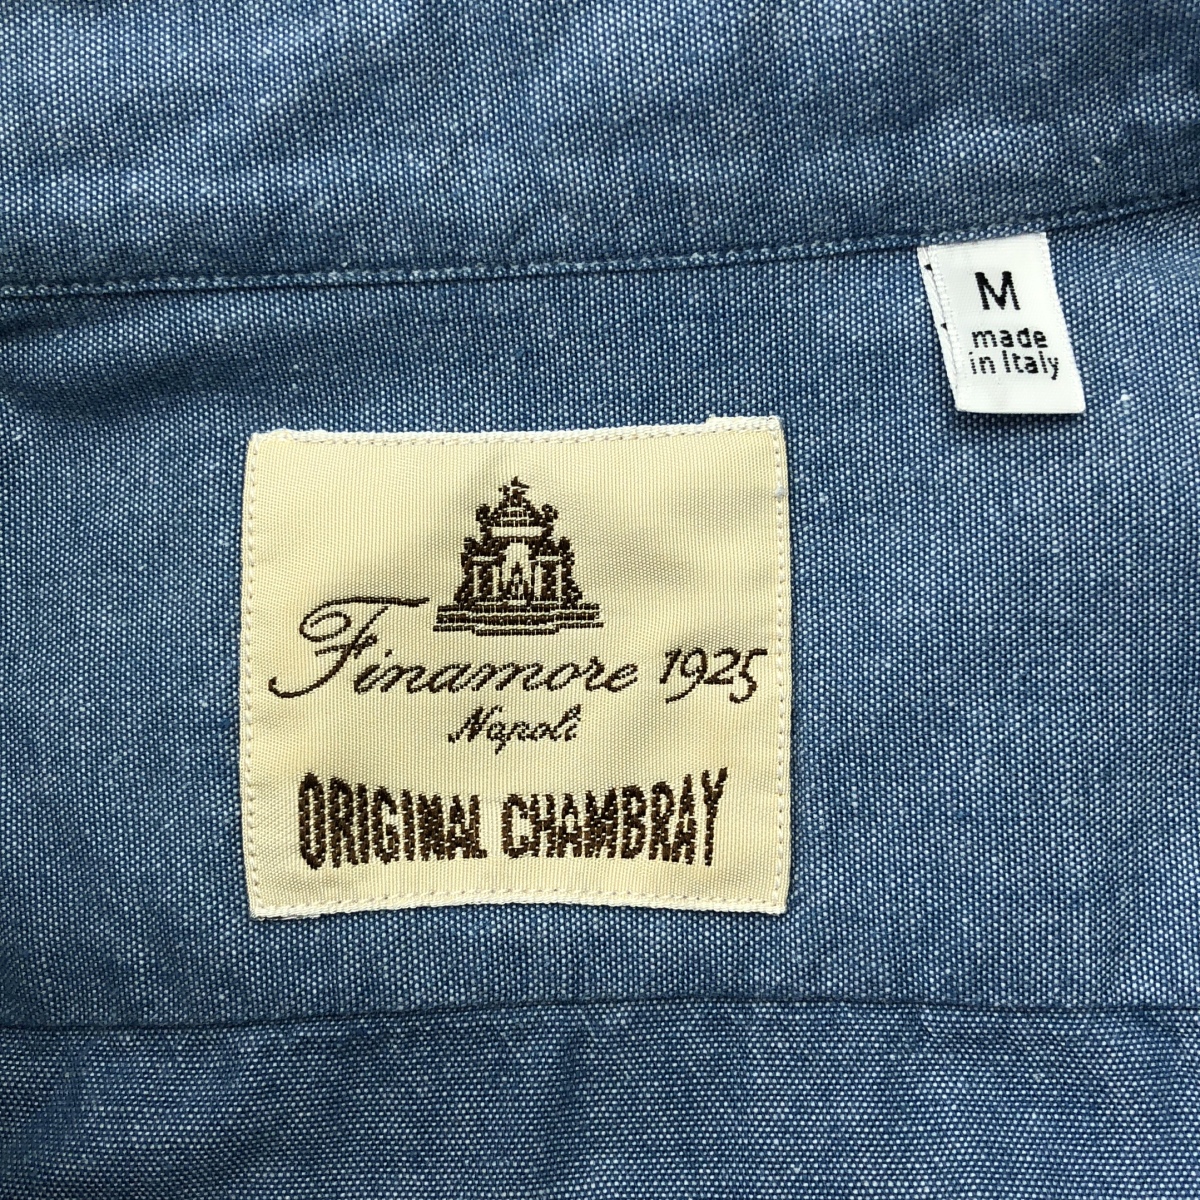 M
made
in Italy
Finamore 1925
Napoli
ORIGINAL CHAMBRAY